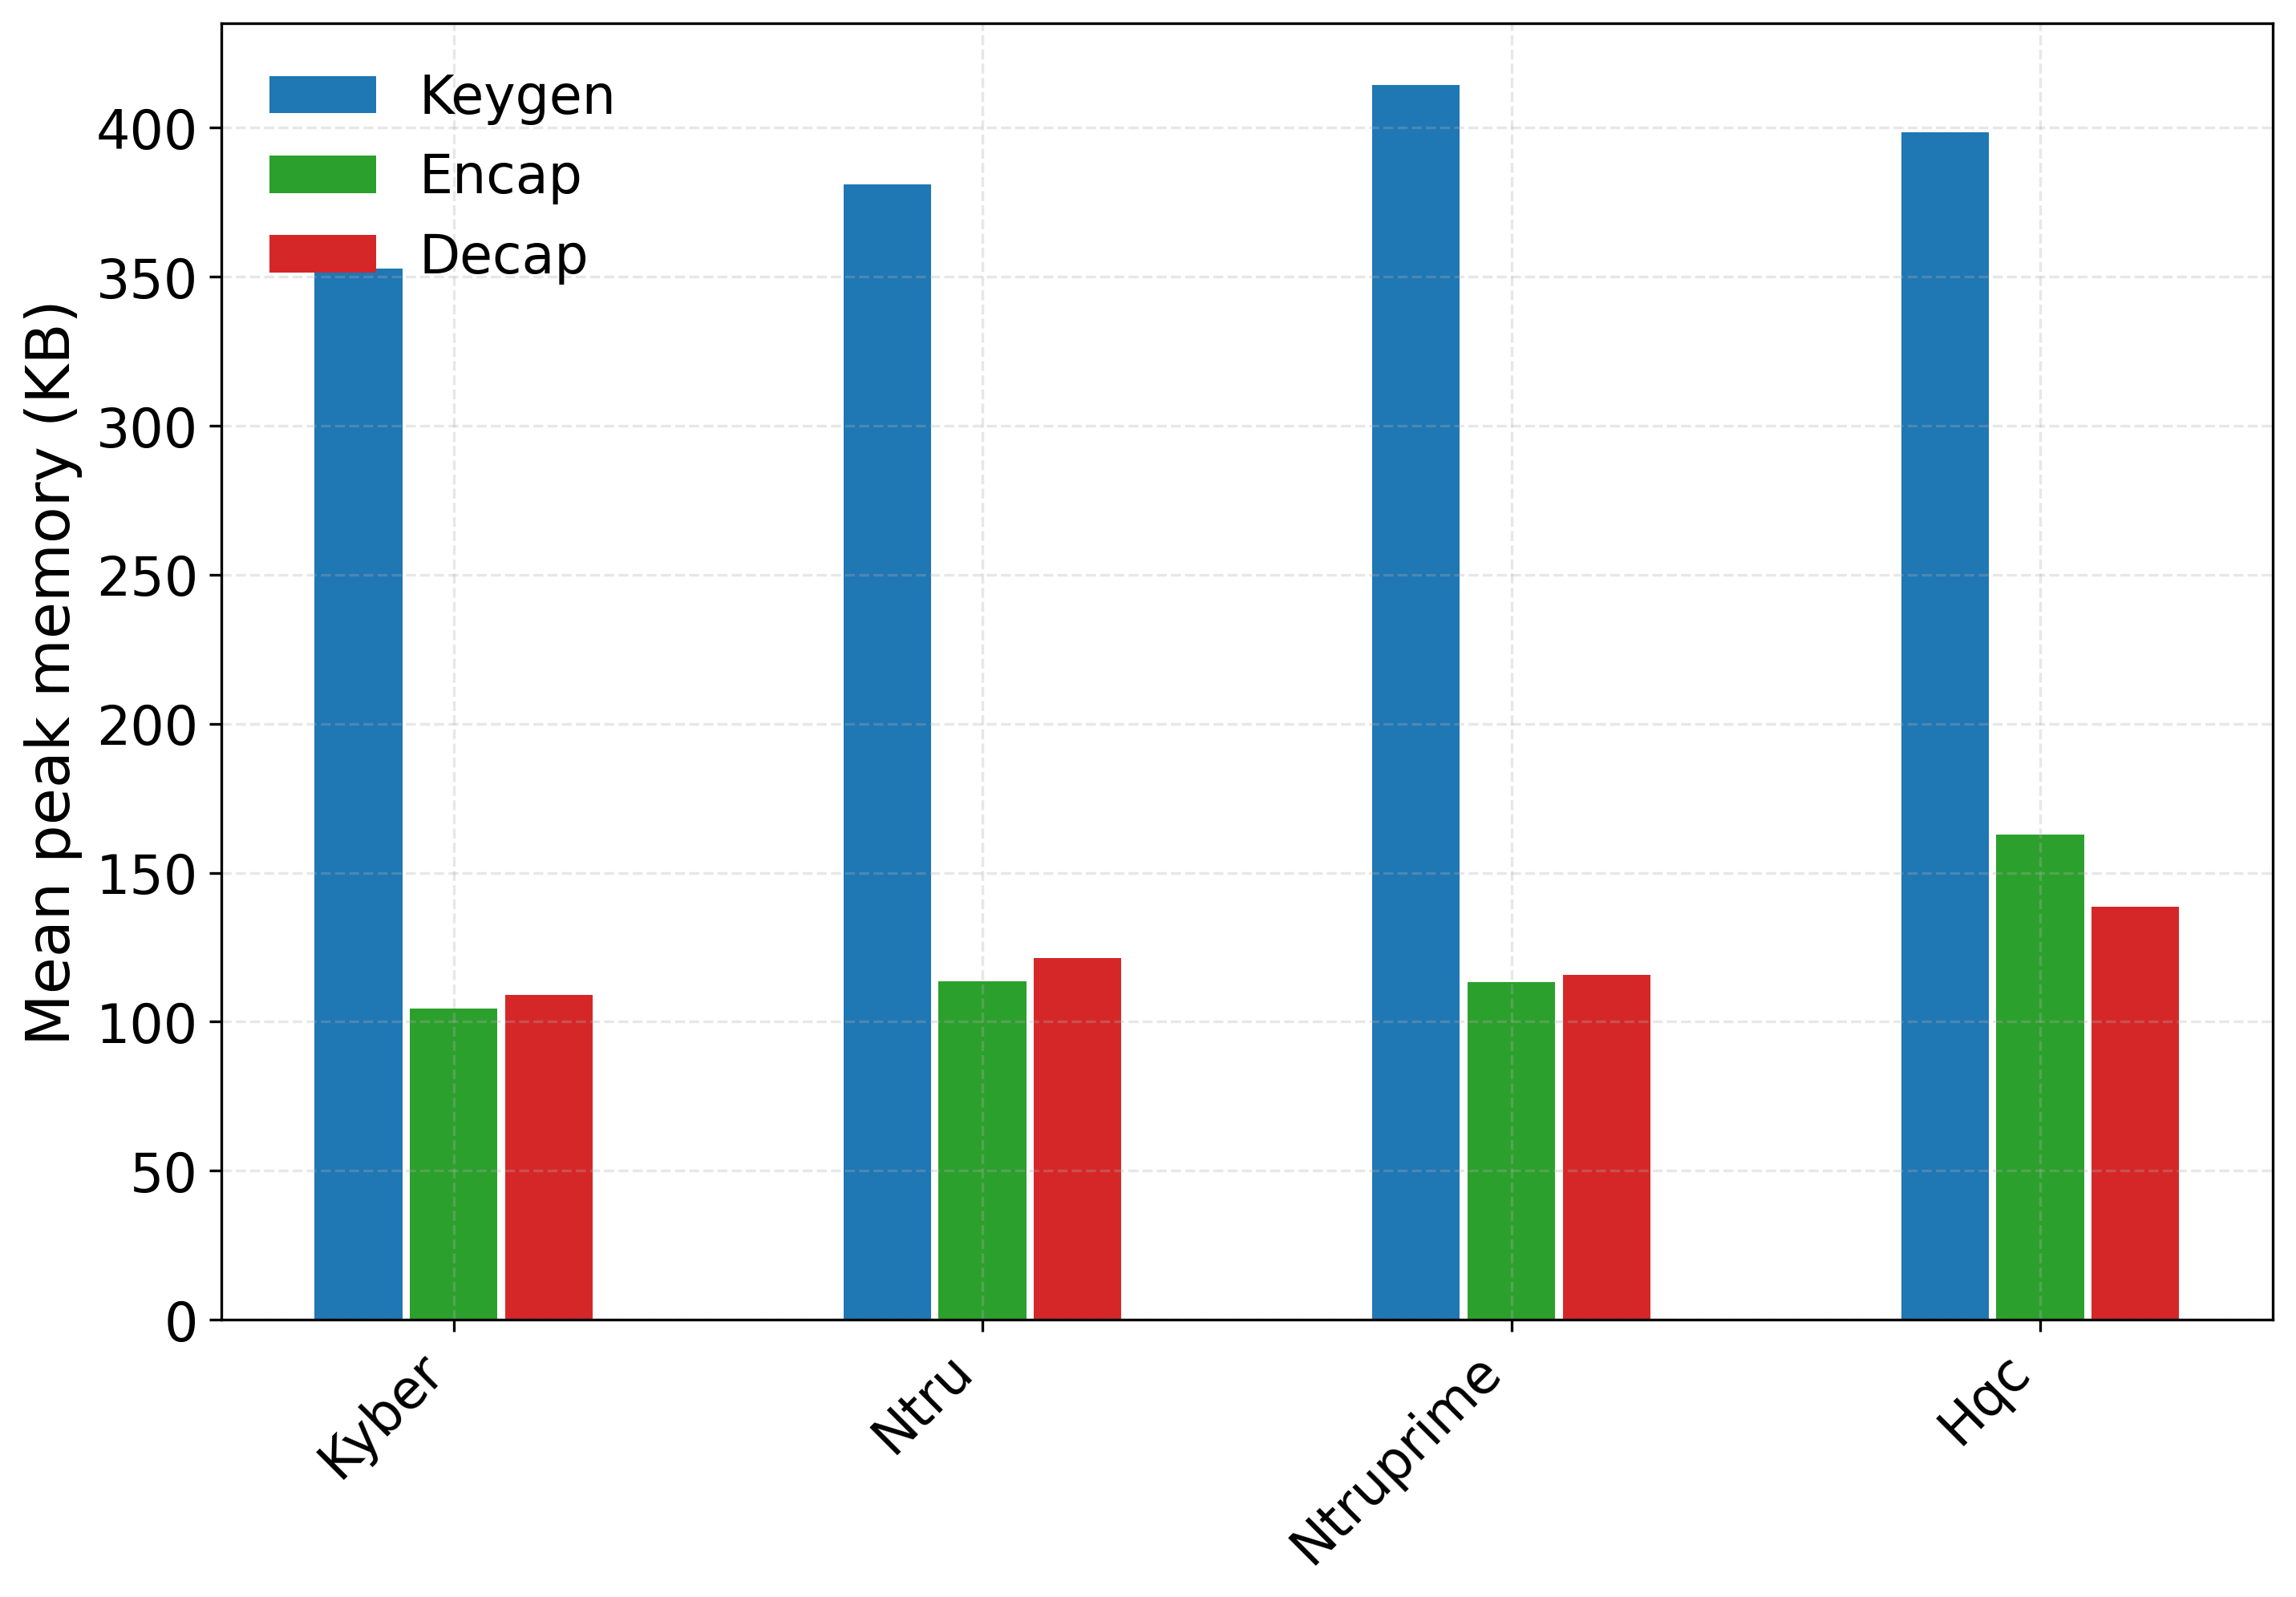 Keygen
Encap
Decap
Mean peak memory (KB)
400
350
300
250
200
150
100
50
0
Kyber
Ntru
Ntruprime
Hqc